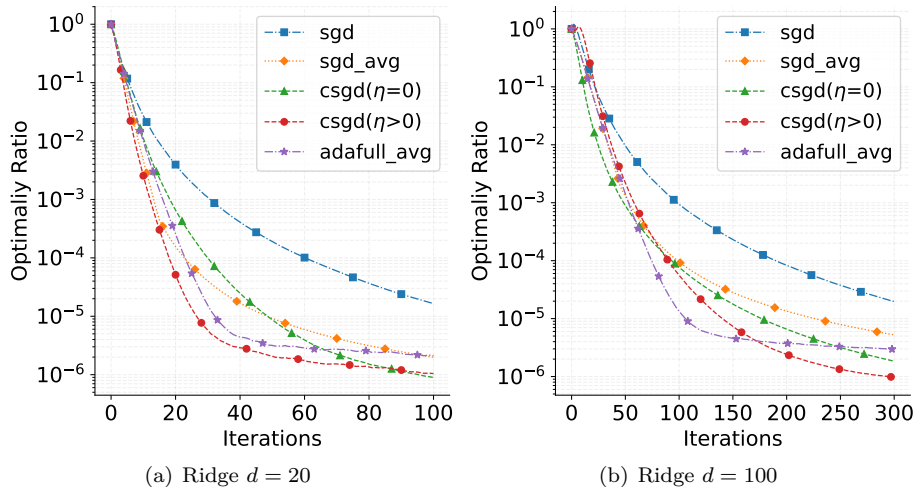 10^0
10^-1
10^-2
10^-3
10^-4
10^-5
10^-6
Optimaliy Ratio
0 20 40 60 80 100
Iterations
sgd
sgd_avg
csgd(η=0)
csgd(η>0)
adafull_avg
(a) Ridge d = 20
10^0
10^-1
10^-2
10^-3
10^-4
10^-5
10^-6
Optimaliy Ratio
0 50 100 150 200 250 300
Iterations
sgd
sgd_avg
csgd(η=0)
csgd(η>0)
adafull_avg
(b) Ridge d = 100